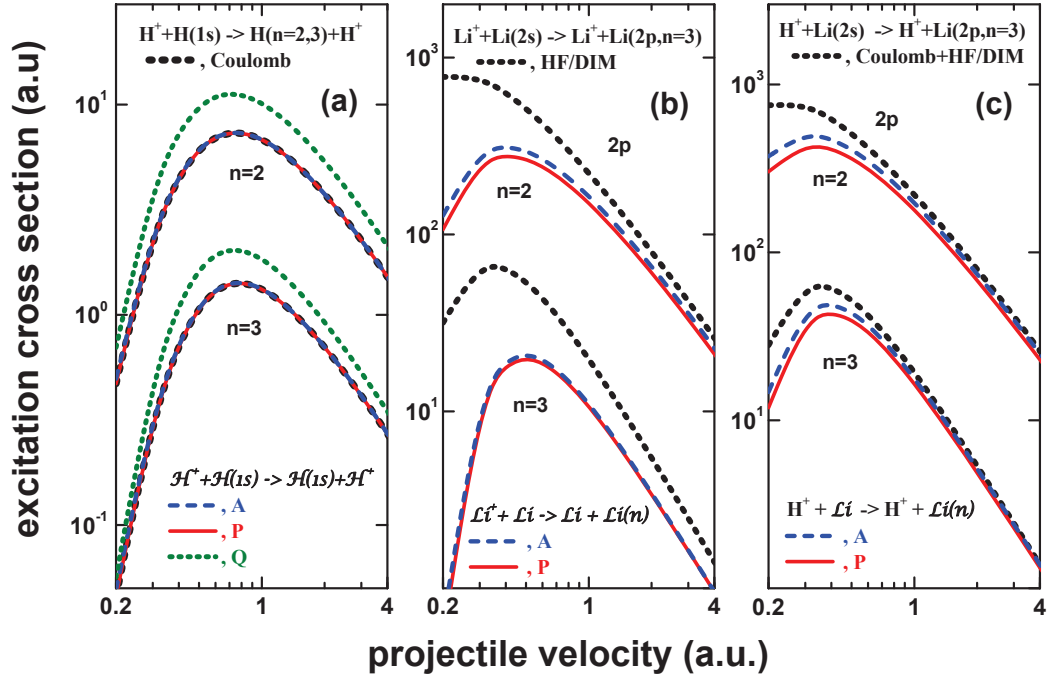 excitation cross section (a.u)
H⁺+H(1s) -> H(n=2,3)+H⁺
, Coulomb
(a)
10¹
n=2
10⁰
n=3
ℋ⁺+ℋ(1s) -> ℋ(1s)+ℋ⁺
, A
, P
, Q
10⁻¹
0.2 1 4
Li⁺+Li(2s) -> Li⁺+Li(2p,n=3)
, HF/DIM
10³
(b)
2p
n=2
10²
n=3
10¹
ℒi⁺ + ℒi -> ℒi + ℒi(n)
, A
, P
0.2 1 4
H⁺+Li(2s) -> H⁺+Li(2p,n=3)
, Coulomb+HF/DIM
10³
(c)
2p
n=2
10²
n=3
10¹
H⁺ + ℒi -> H⁺ + ℒi(n)
, A
, P
0.2 1 4
projectile velocity (a.u.)